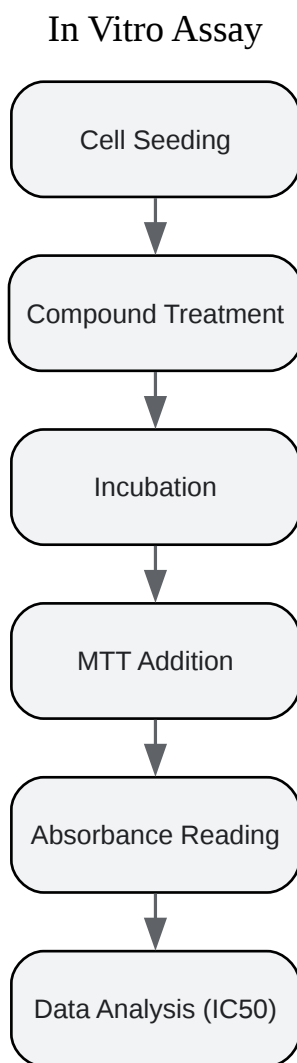 In Vitro Assay
Cell Seeding
Compound Treatment
Incubation
MTT Addition
Absorbance Reading
Data Analysis (IC50)